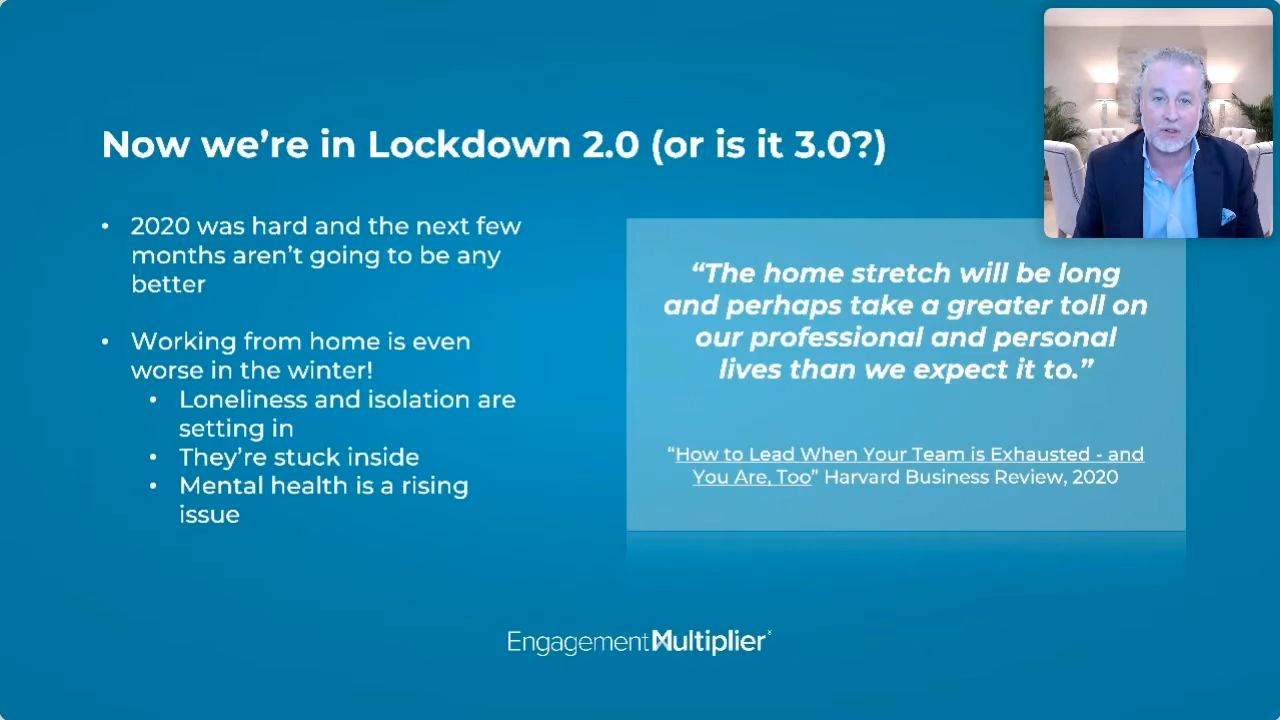 Now we're in Lockdown 2.0 (or is it 3.0?)
• 2020 was hard and the next few
months aren't going to be any
better
• Working from home is even
worse in the winter!
• Loneliness and isolation are
setting in
• They're stuck inside
• Mental health is a rising
issue
“The home stretch will be long
and perhaps take a greater toll on
our professional and personal
lives than we expect it to.”
“How to Lead When Your Team is Exhausted - and
You Are, Too” Harvard Business Review, 2020
EngagementMultiplier